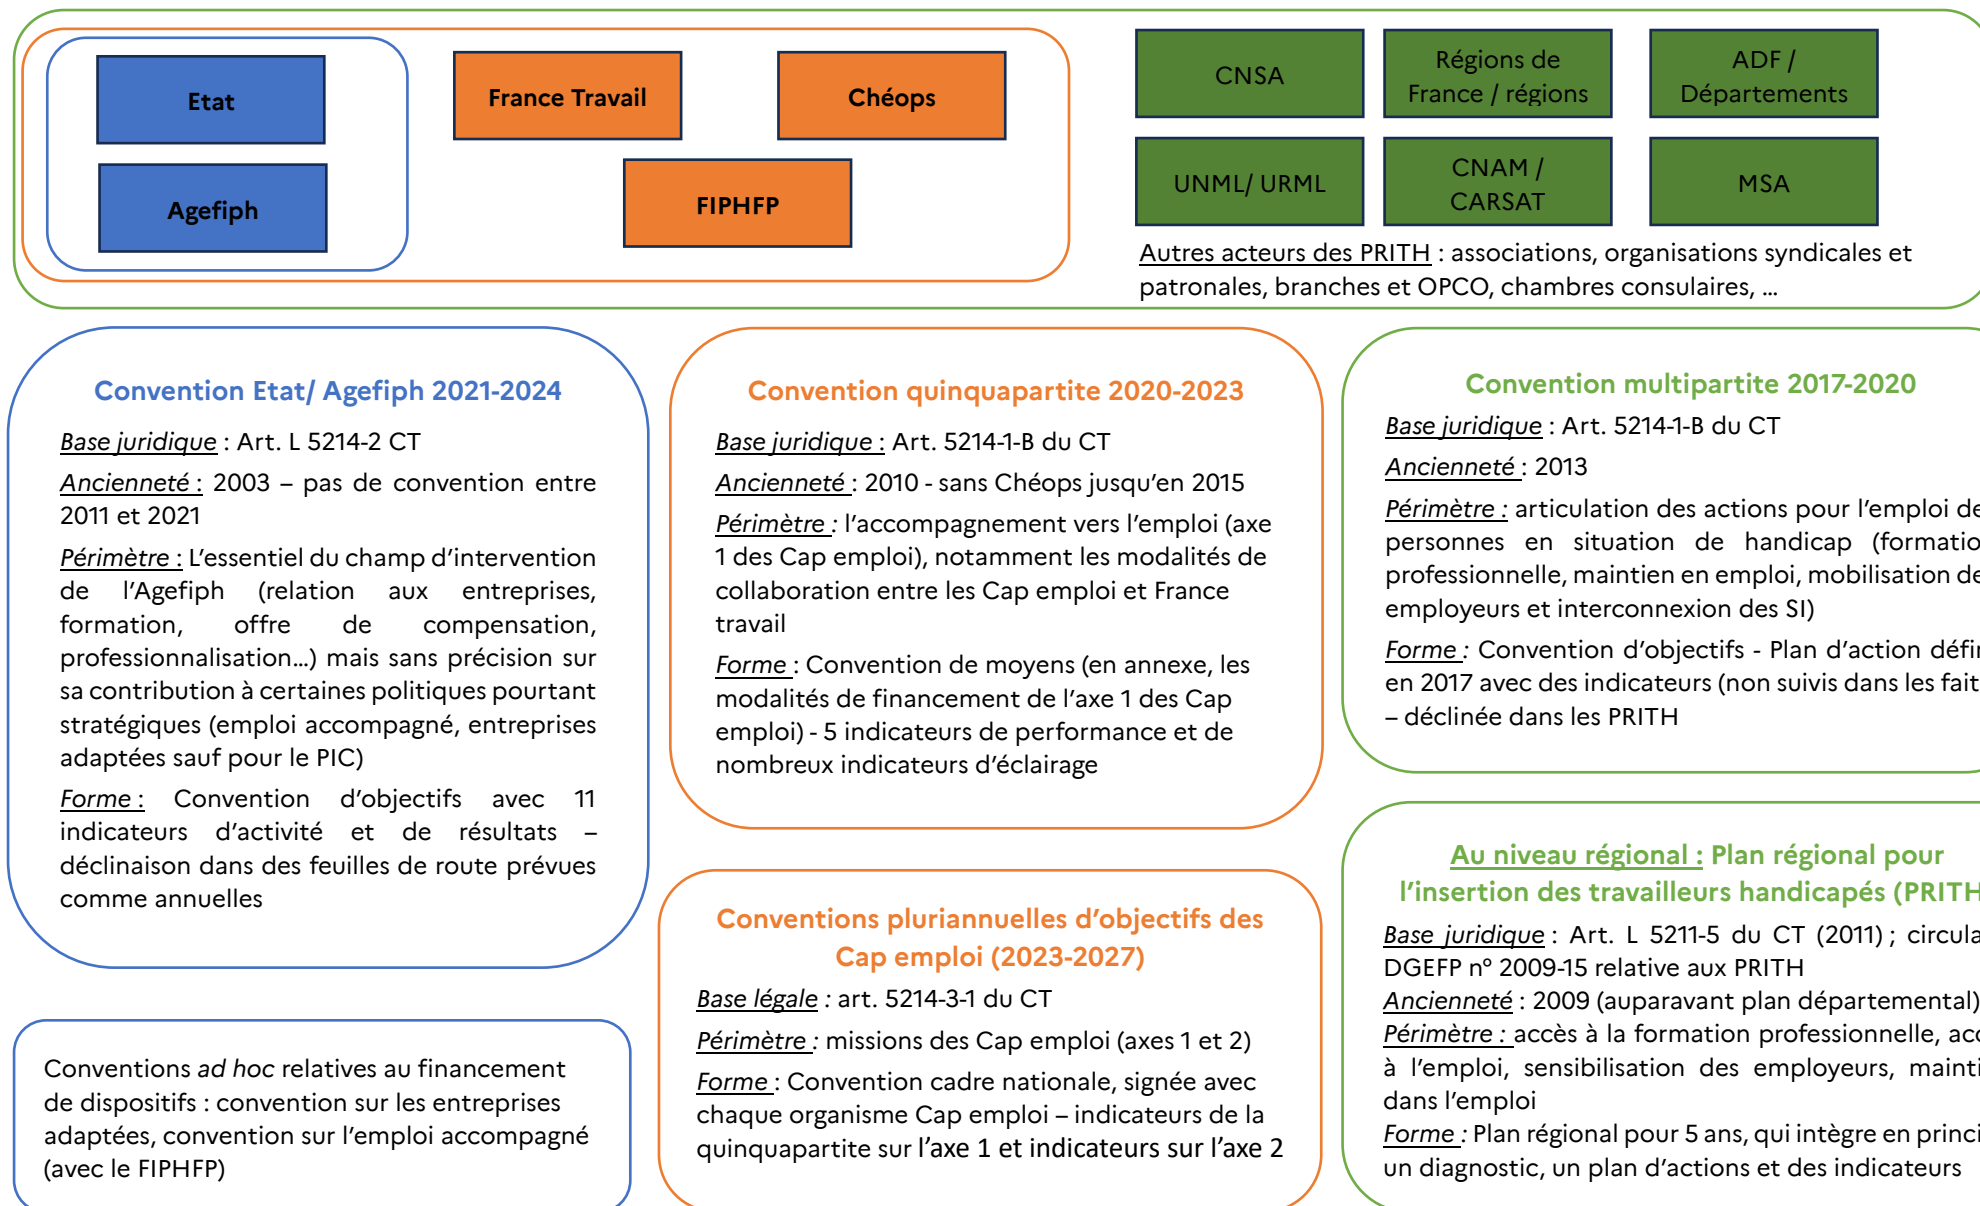 Etat
Agefiph
France Travail
Chéops
FIPHFP
CNSA
Régions de
France / régions
ADF /
Départements
UNML/ URML
CNAM /
CARSAT
MSA
Autres acteurs des PRITH : associations, organisations syndicales et
patronales, branches et OPCO, chambres consulaires, …
Convention Etat/ Agefiph 2021-2024
Base juridique : Art. L 5214-2 CT
Ancienneté : 2003 – pas de convention entre
2011 et 2021
Périmètre : L’essentiel du champ d’intervention
de l’Agefiph (relation aux entreprises,
formation, offre de compensation,
professionnalisation…) mais sans précision sur
sa contribution à certaines politiques pourtant
stratégiques (emploi accompagné, entreprises
adaptées sauf pour le PIC)
Forme : Convention d’objectifs avec 11
indicateurs d’activité et de résultats –
déclinaison dans des feuilles de route prévues
comme annuelles
Conventions ad hoc relatives au financement
de dispositifs : convention sur les entreprises
adaptées, convention sur l’emploi accompagné
(avec le FIPHFP)
Convention quinquapartite 2020-2023
Base juridique : Art. 5214-1-B du CT
Ancienneté : 2010 - sans Chéops jusqu’en 2015
Périmètre : l’accompagnement vers l’emploi (axe
1 des Cap emploi), notamment les modalités de
collaboration entre les Cap emploi et France
travail
Forme : Convention de moyens (en annexe, les
modalités de financement de l’axe 1 des Cap
emploi) - 5 indicateurs de performance et de
nombreux indicateurs d’éclairage
Conventions pluriannuelles d’objectifs des
Cap emploi (2023-2027)
Base légale : art. 5214-3-1 du CT
Périmètre : missions des Cap emploi (axes 1 et 2)
Forme : Convention cadre nationale, signée avec
chaque organisme Cap emploi – indicateurs de la
quinquapartite sur l’axe 1 et indicateurs sur l’axe 2
Convention multipartite 2017-2020
Base juridique : Art. 5214-1-B du CT
Ancienneté : 2013
Périmètre : articulation des actions pour l’emploi de
personnes en situation de handicap (formatio
professionnelle, maintien en emploi, mobilisation de
employeurs et interconnexion des SI)
Forme : Convention d’objectifs - Plan d’action défin
en 2017 avec des indicateurs (non suivis dans les fait
– déclinée dans les PRITH
Au niveau régional : Plan régional pour
l’insertion des travailleurs handicapés (PRITH
Base juridique : Art. L 5211-5 du CT (2011) ; circula
DGEFP n° 2009-15 relative aux PRITH
Ancienneté : 2009 (auparavant plan départemental)
Périmètre : accès à la formation professionnelle, acc
à l’emploi, sensibilisation des employeurs, mainti
dans l’emploi
Forme : Plan régional pour 5 ans, qui intègre en princi
un diagnostic, un plan d’actions et des indicateurs